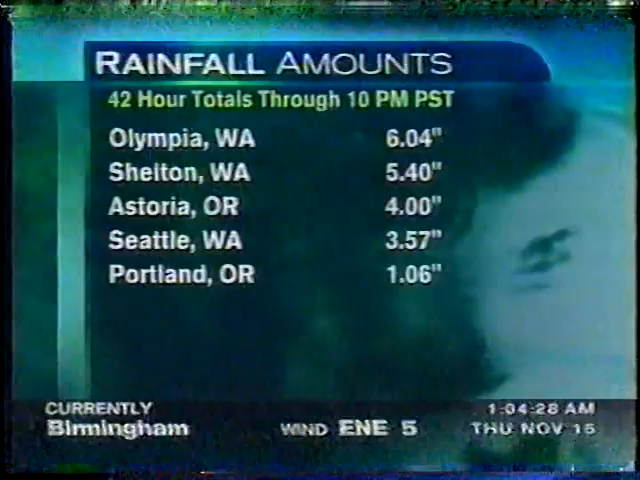 RAINFALL AMOUNTS
42 Hour Totals Through 10 PM PST
Olympia, WA 6.04"
Shelton, WA 5.40"
Astoria, OR 4.00"
Seattle, WA 3.57"
Portland, OR 1.06"
CURRENTLY 1:04:28 AM
Birmingham WIND ENE 5 THU NOV 15